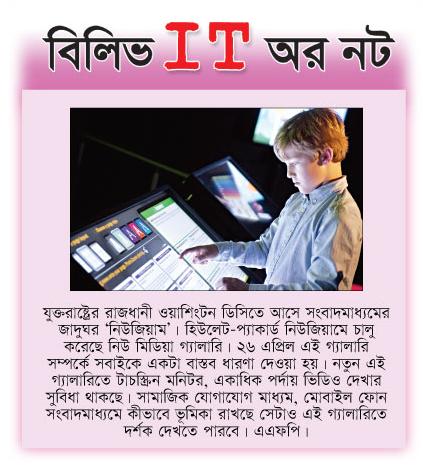 বিলিভ IT অর নট
যুক্তরাষ্ট্রের রাজধানী ওয়াশিংটন ডিসিতে আসে সংবাদমাধ্যমের
জাদুঘর ‘নিউজিয়াম’। হিউলেট-প্যাকার্ড নিউজিয়ামে চালু
করেছে নিউ মিডিয়া গ্যালারি। ২৬ এপ্রিল এই গ্যালারি
সম্পর্কে সবাইকে একটা বাস্তব ধারণা দেওয়া হয়। নতুন এই
গ্যালারিতে টাচস্ক্রিন মনিটর, একাধিক পর্দায় ভিডিও দেখার
সুবিধা থাকছে। সামাজিক যোগাযোগ মাধ্যম, মোবাইল ফোন
সংবাদমাধ্যমে কীভাবে ভূমিকা রাখছে সেটাও এই গ্যালারিতে
দর্শক দেখতে পারবে। এএফপি।